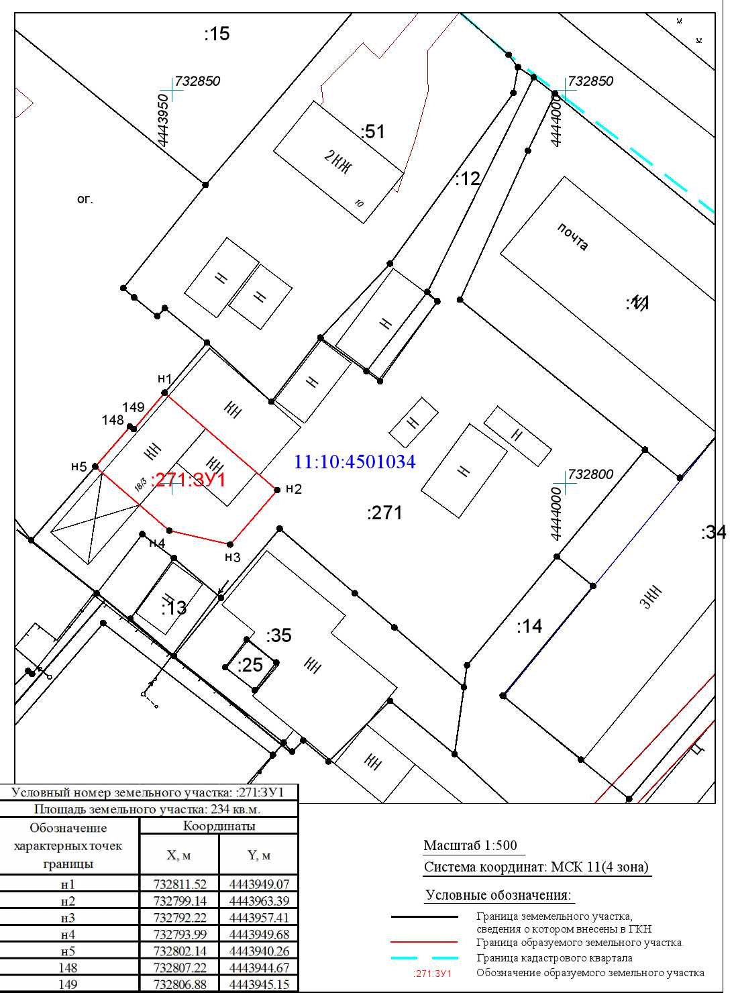 :15
732850
4443950
732850
4444000
м
м
:51
2КЖ
10
:12
ог.
почта
:11
Н
Н
Н
Н
н1
149
148
КН
КН
КН
н5
18/3
:271:ЗУ1
н2
11:10:4501034
Н
Н
Н
732800
4444000
:271
:34
н4
н3
Н
:13
:35
:25
КН
:14
3КН
КН
Ц
Условный номер земельного участка: :271:ЗУ1
Площадь земельного участка: 234 кв.м.
Обозначение характерных точек границы
Координаты
X, м Y, м
н1 732811.52 4443949.07
н2 732799.14 4443963.39
н3 732792.22 4443957.41
н4 732793.99 4443949.68
н5 732802.14 4443940.26
148 732807.22 4443944.67
149 732806.88 4443945.15
Масштаб 1:500
Система координат: МСК 11(4 зона)
Условные обозначения:
Граница земемельного участка,
сведения о котором внесены в ГКН
Граница образуемого земельного участка.
Граница кадастрового квартала
:271:ЗУ1 Обозначение образуемого земельного участка